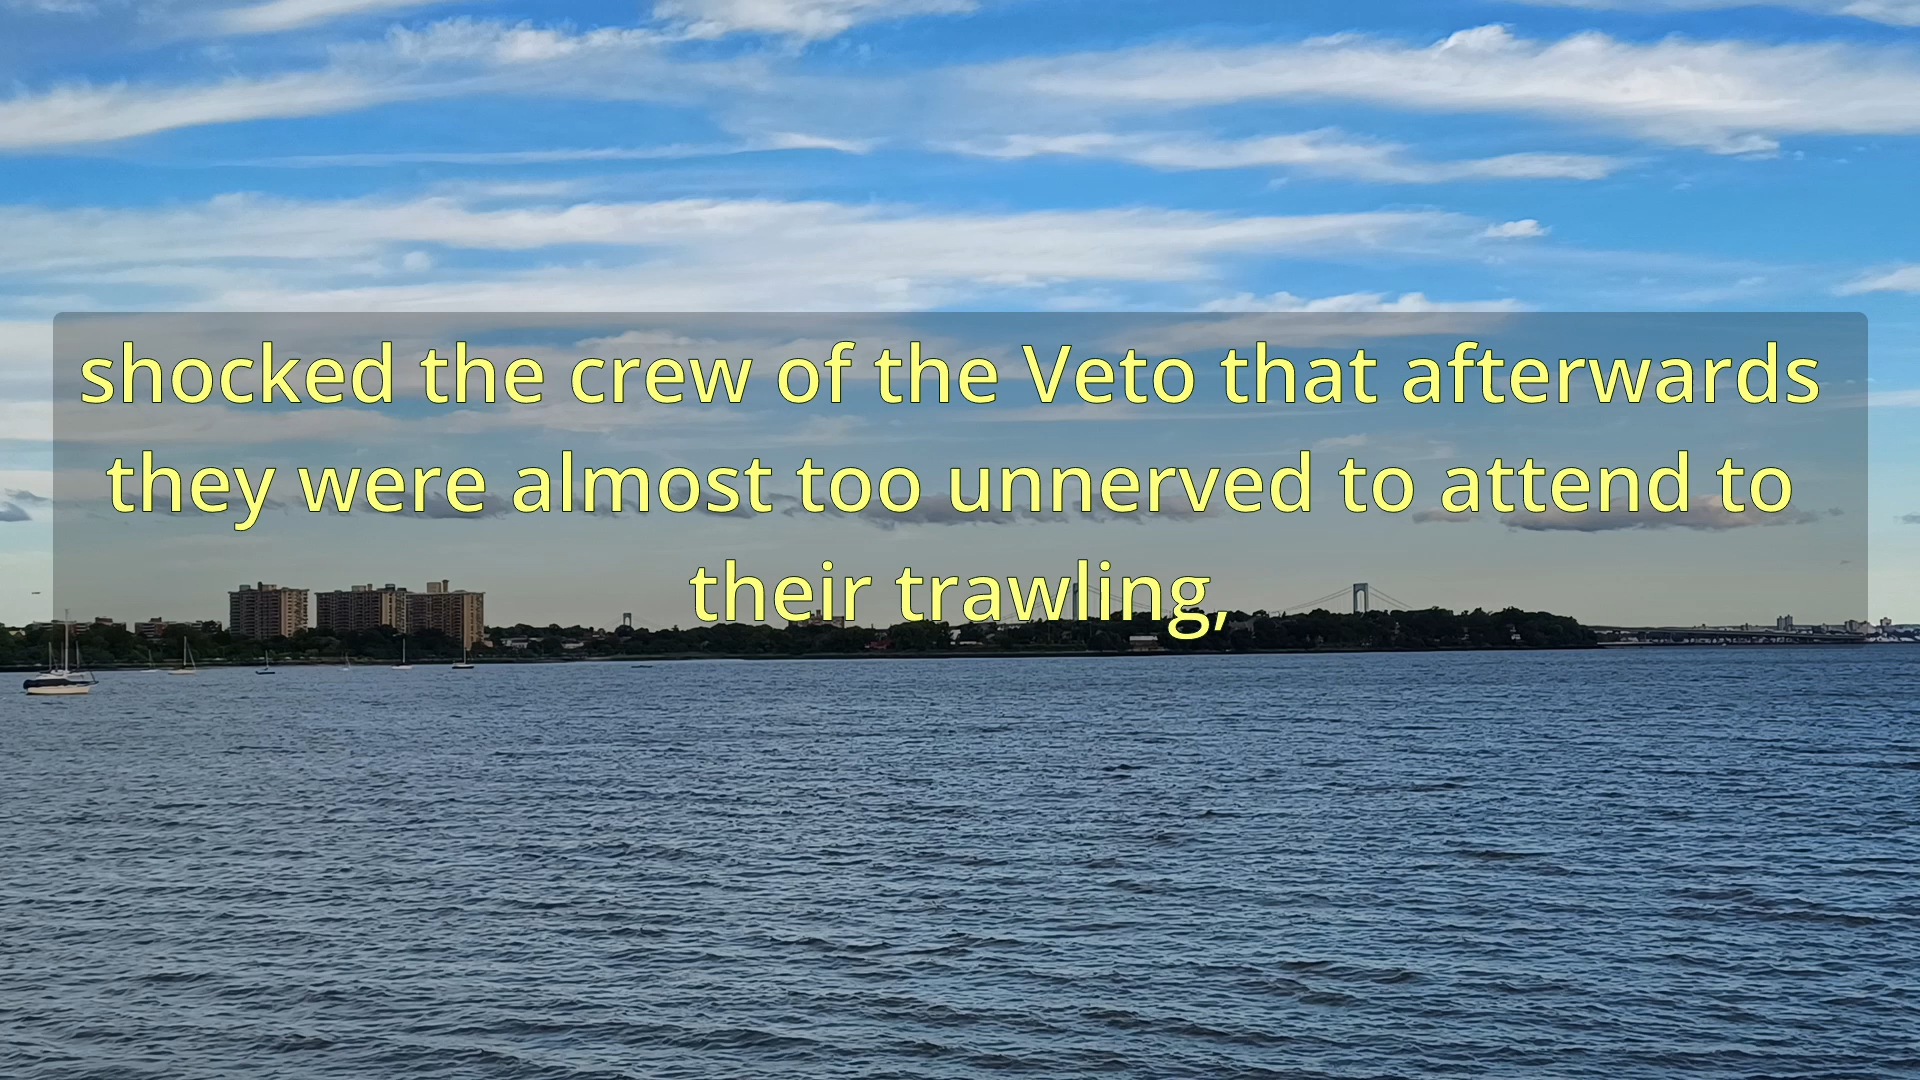 shocked the crew of the Veto that afterwards
they were almost too unnerved to attend to
their trawling,